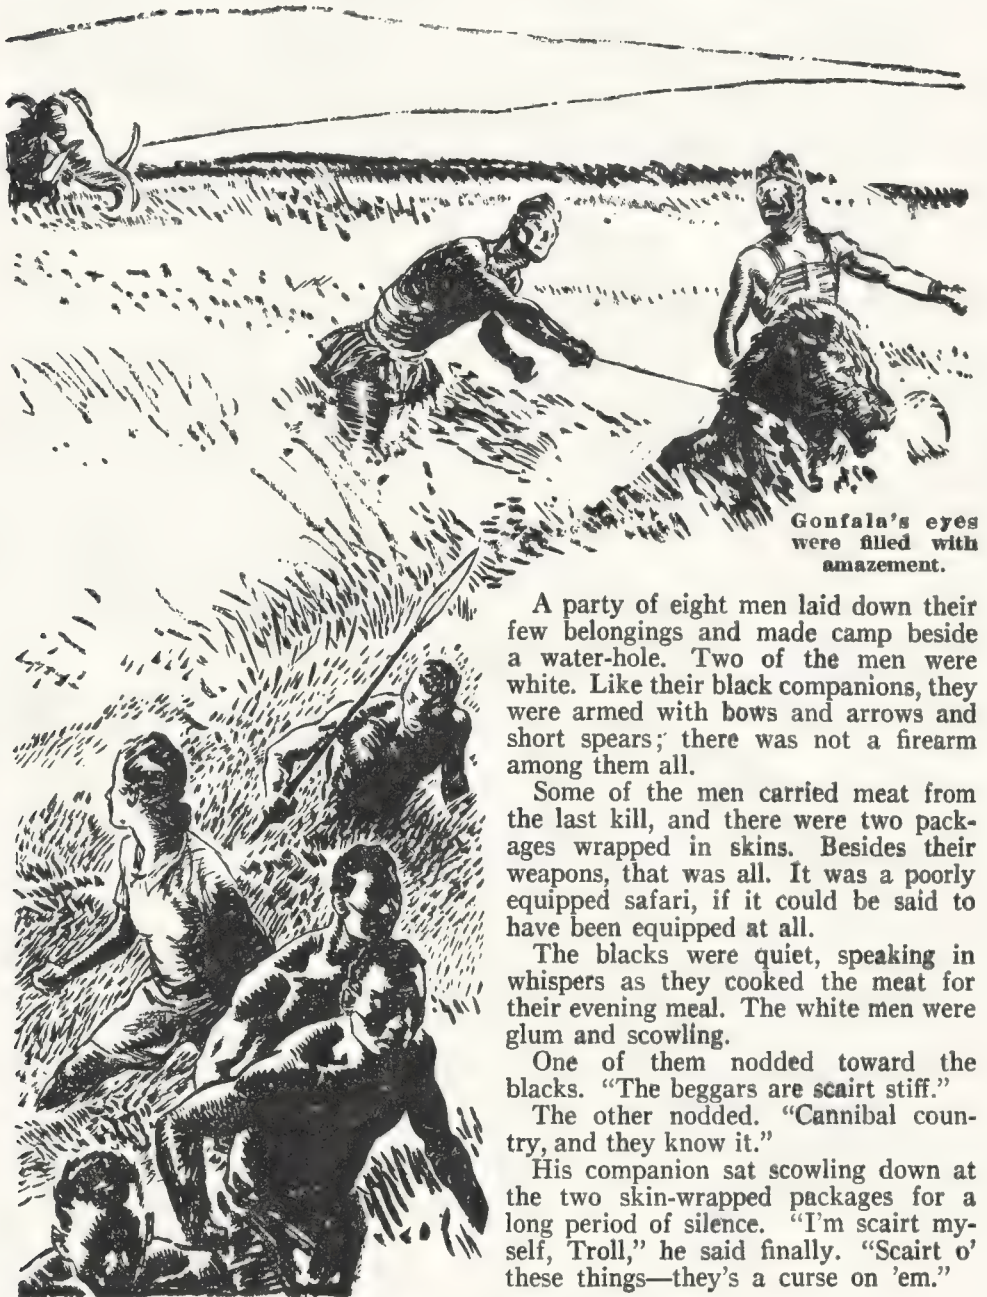 Gonfala's eyes
were filled with
amazement.
A party of eight men laid down their
few belongings and made camp beside
a water-hole. Two of the men were
white. Like their black companions, they
were armed with bows and arrows and
short spears; there was not a firearm
among them all.
Some of the men carried meat from
the last kill, and there were two pack-
ages wrapped in skins. Besides their
weapons, that was all. It was a poorly
equipped safari, if it could be said to
have been equipped at all.
The blacks were quiet, speaking in
whispers as they cooked the meat for
their evening meal. The white men were
glum and scowling.
One of them nodded toward the
blacks. “The beggars are scairt stiff.”
The other nodded. “Cannibal coun-
try, and they know it.”
His companion sat scowling down at
the two skin-wrapped packages for a
long period of silence. “I'm scairt my-
self, Troll,” he said finally. “Scairt o'
these things—they's a curse on 'em.”